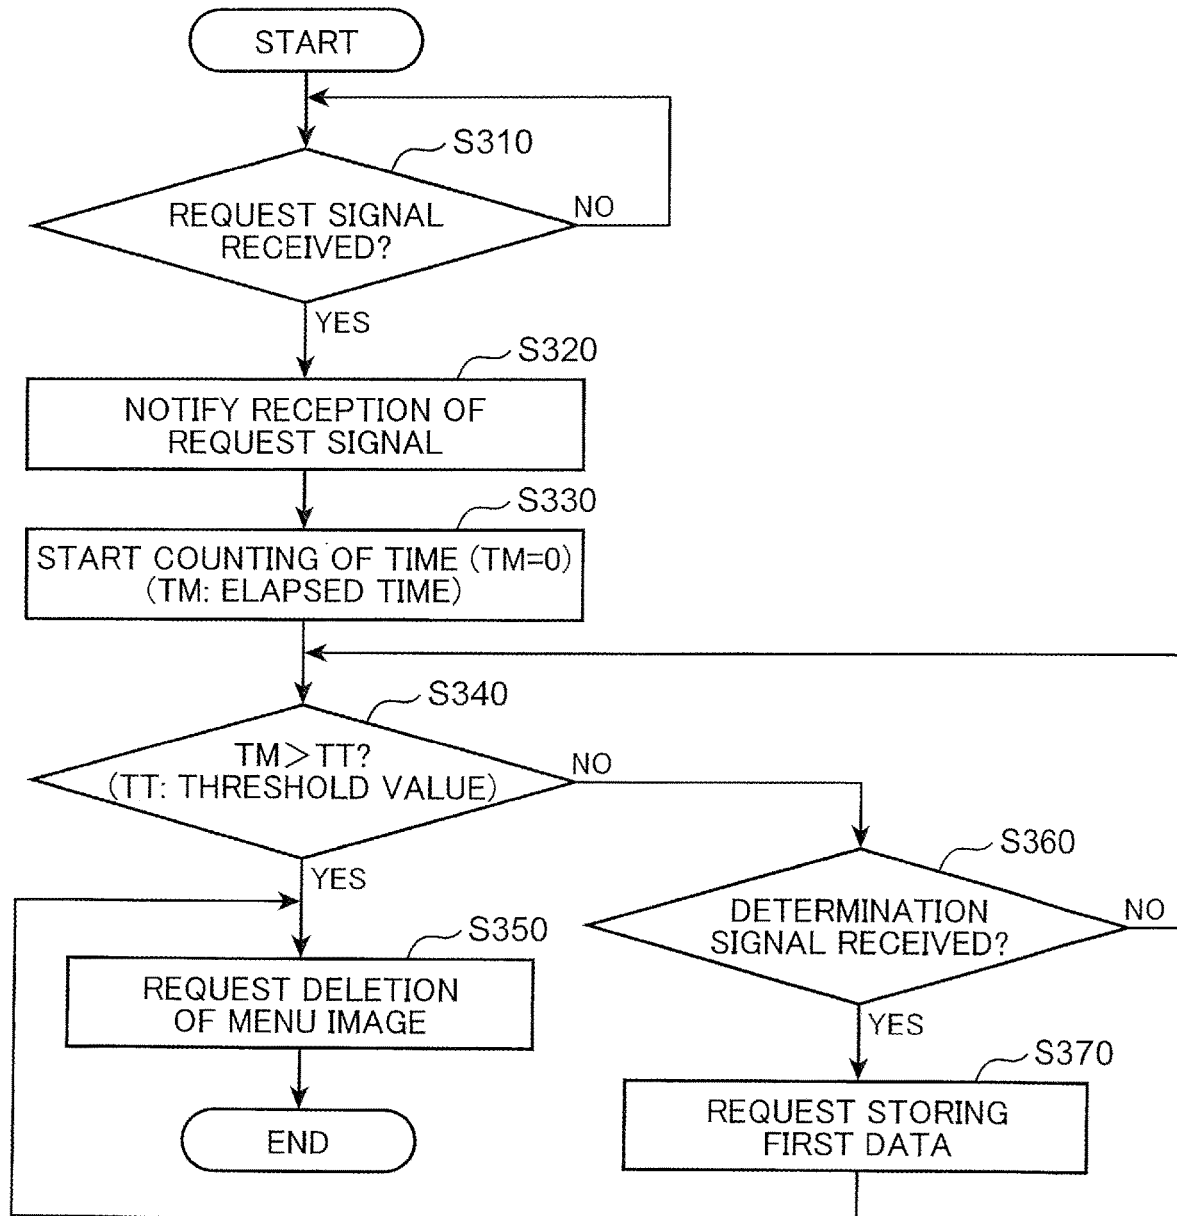 START
S310
REQUEST SIGNAL
RECEIVED?
NO
YES
S320
NOTIFY RECEPTION OF
REQUEST SIGNAL
S330
START COUNTING OF TIME (TM=0)
(TM: ELAPSED TIME)
S340
TM>TT?
(TT: THRESHOLD VALUE)
NO
YES
S350
REQUEST DELETION
OF MENU IMAGE
END
S360
DETERMINATION
SIGNAL RECEIVED?
NO
YES
S370
REQUEST STORING
FIRST DATA